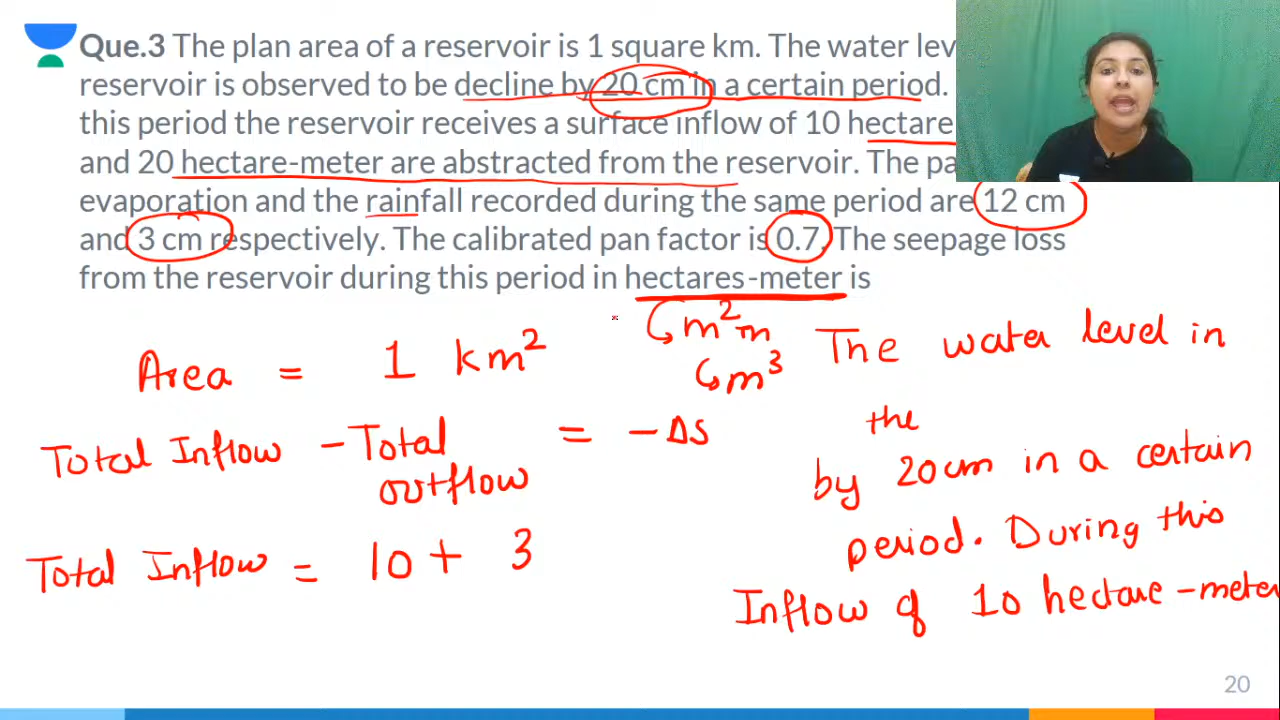 Que.3 The plan area of a reservoir is 1 square km. The water lev
reservoir is observed to be decline by 20 cm in a certain period.
this period the reservoir receives a surface inflow of 10 hectare
and 20 hectare-meter are abstracted from the reservoir. The pa
evaporation and the rainfall recorded during the same period are 12 cm
and 3 cm respectively. The calibrated pan factor is 0.7. The seepage loss
from the reservoir during this period in hectares-meter is
m²m
m³
The water level in
Area = 1 km²
the
Total Inflow - Total outflow = - ΔS
by 20cm in a certain
period. During this
Total Inflow = 10 + 3
Inflow of 10 hectare-meter
20